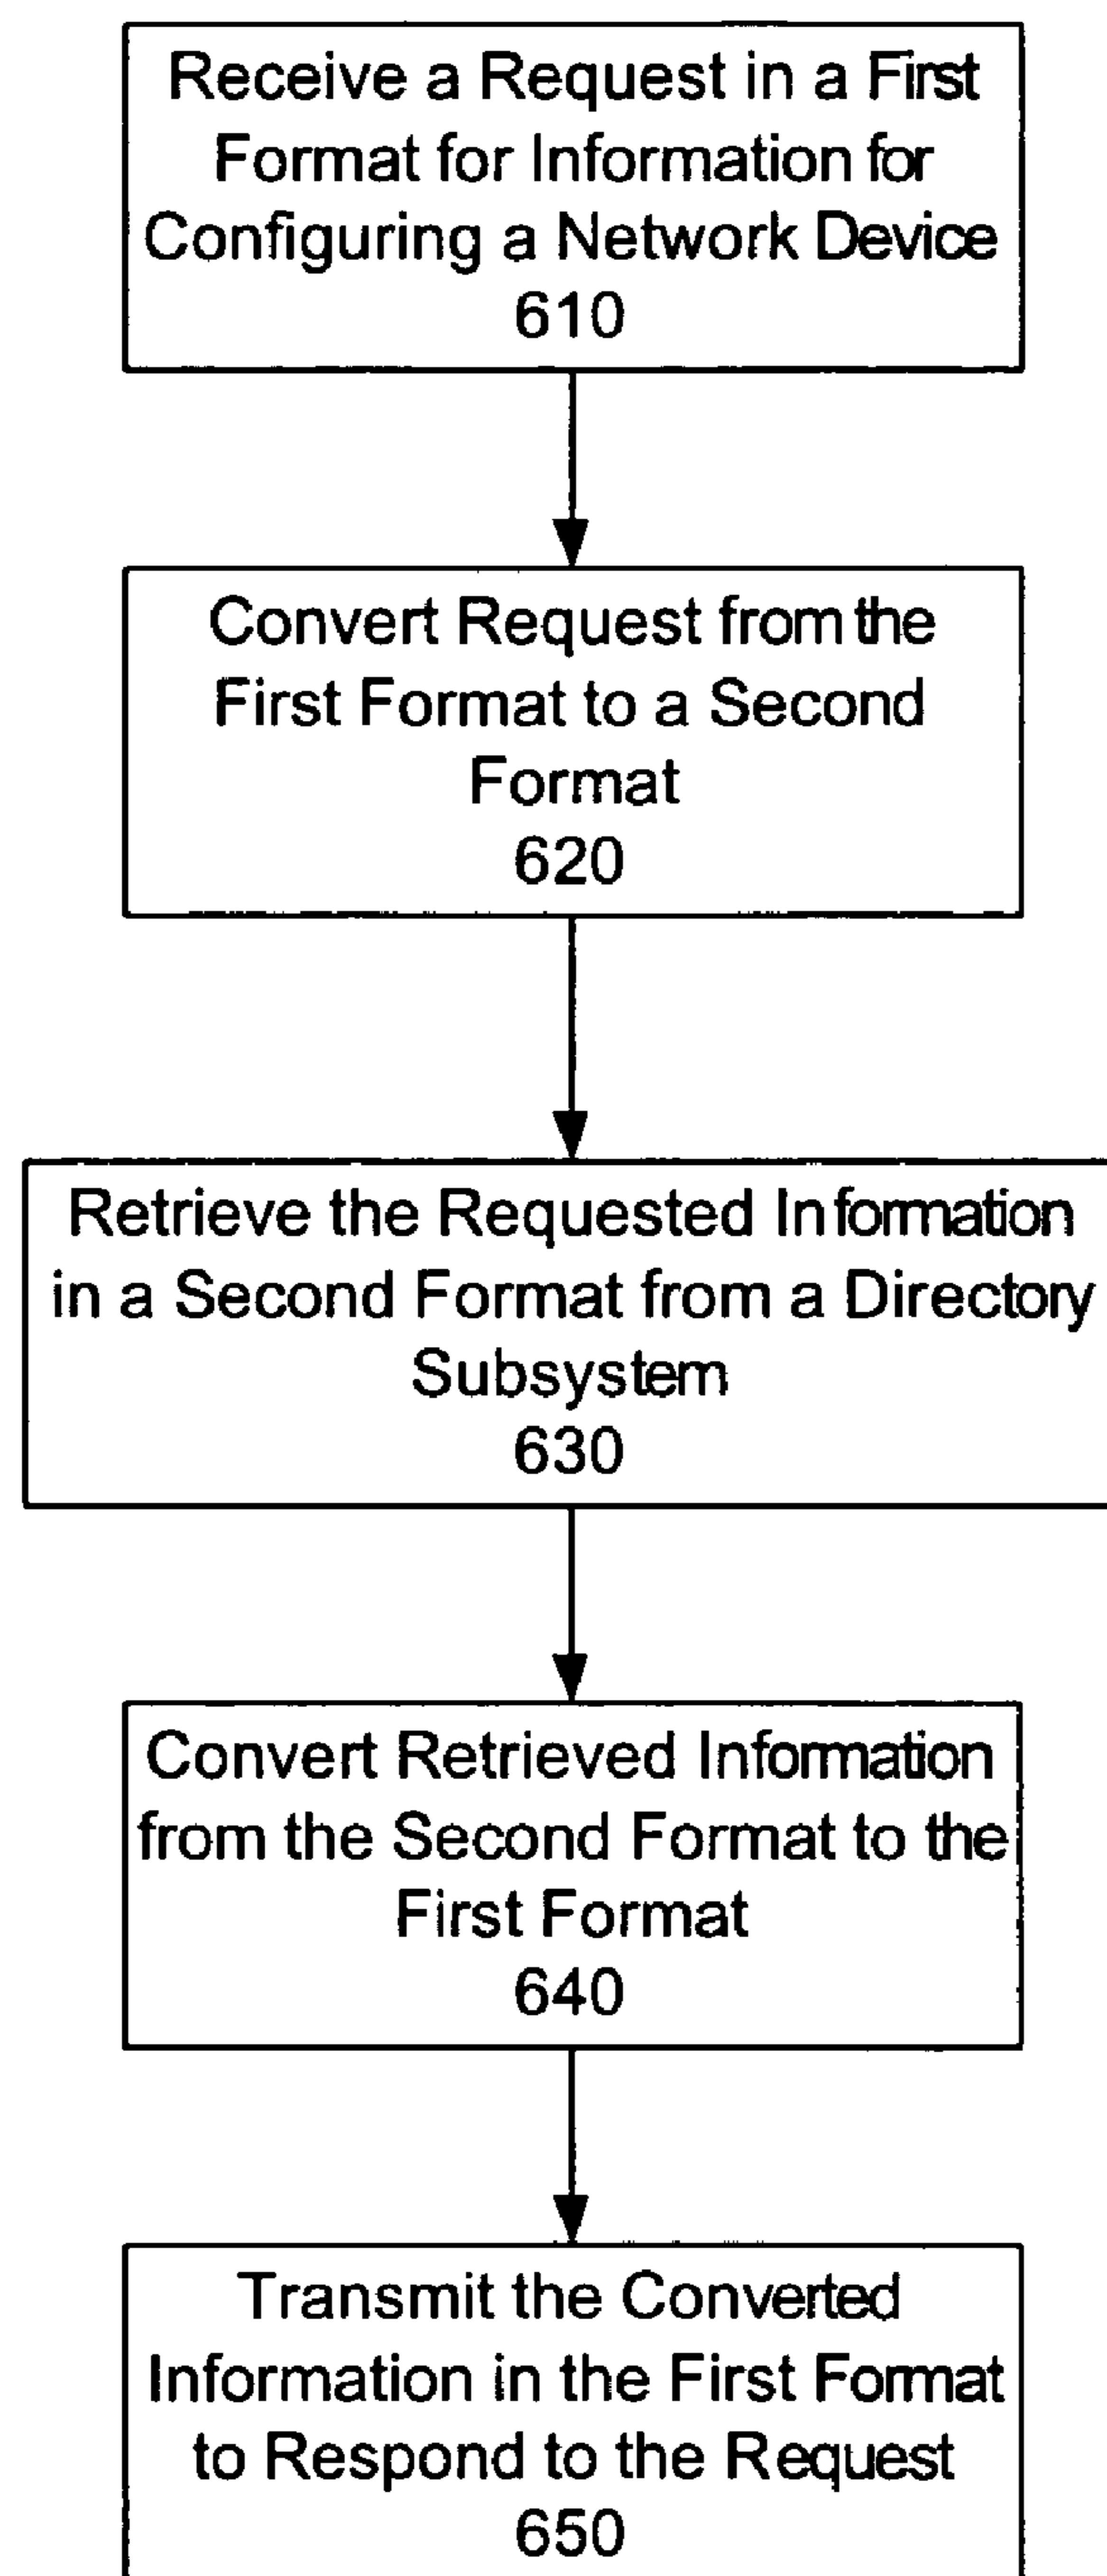 Receive a Request in a First
Format for Information for
Configuring a Network Device
610
Convert Request from the
First Format to a Second
Format
620
Retrieve the Requested Information
in a Second Format from a Directory
Subsystem
630
Convert Retrieved Information
from the Second Format to the
First Format
640
Transmit the Converted
Information in the First Format
to Respond to the Request
650